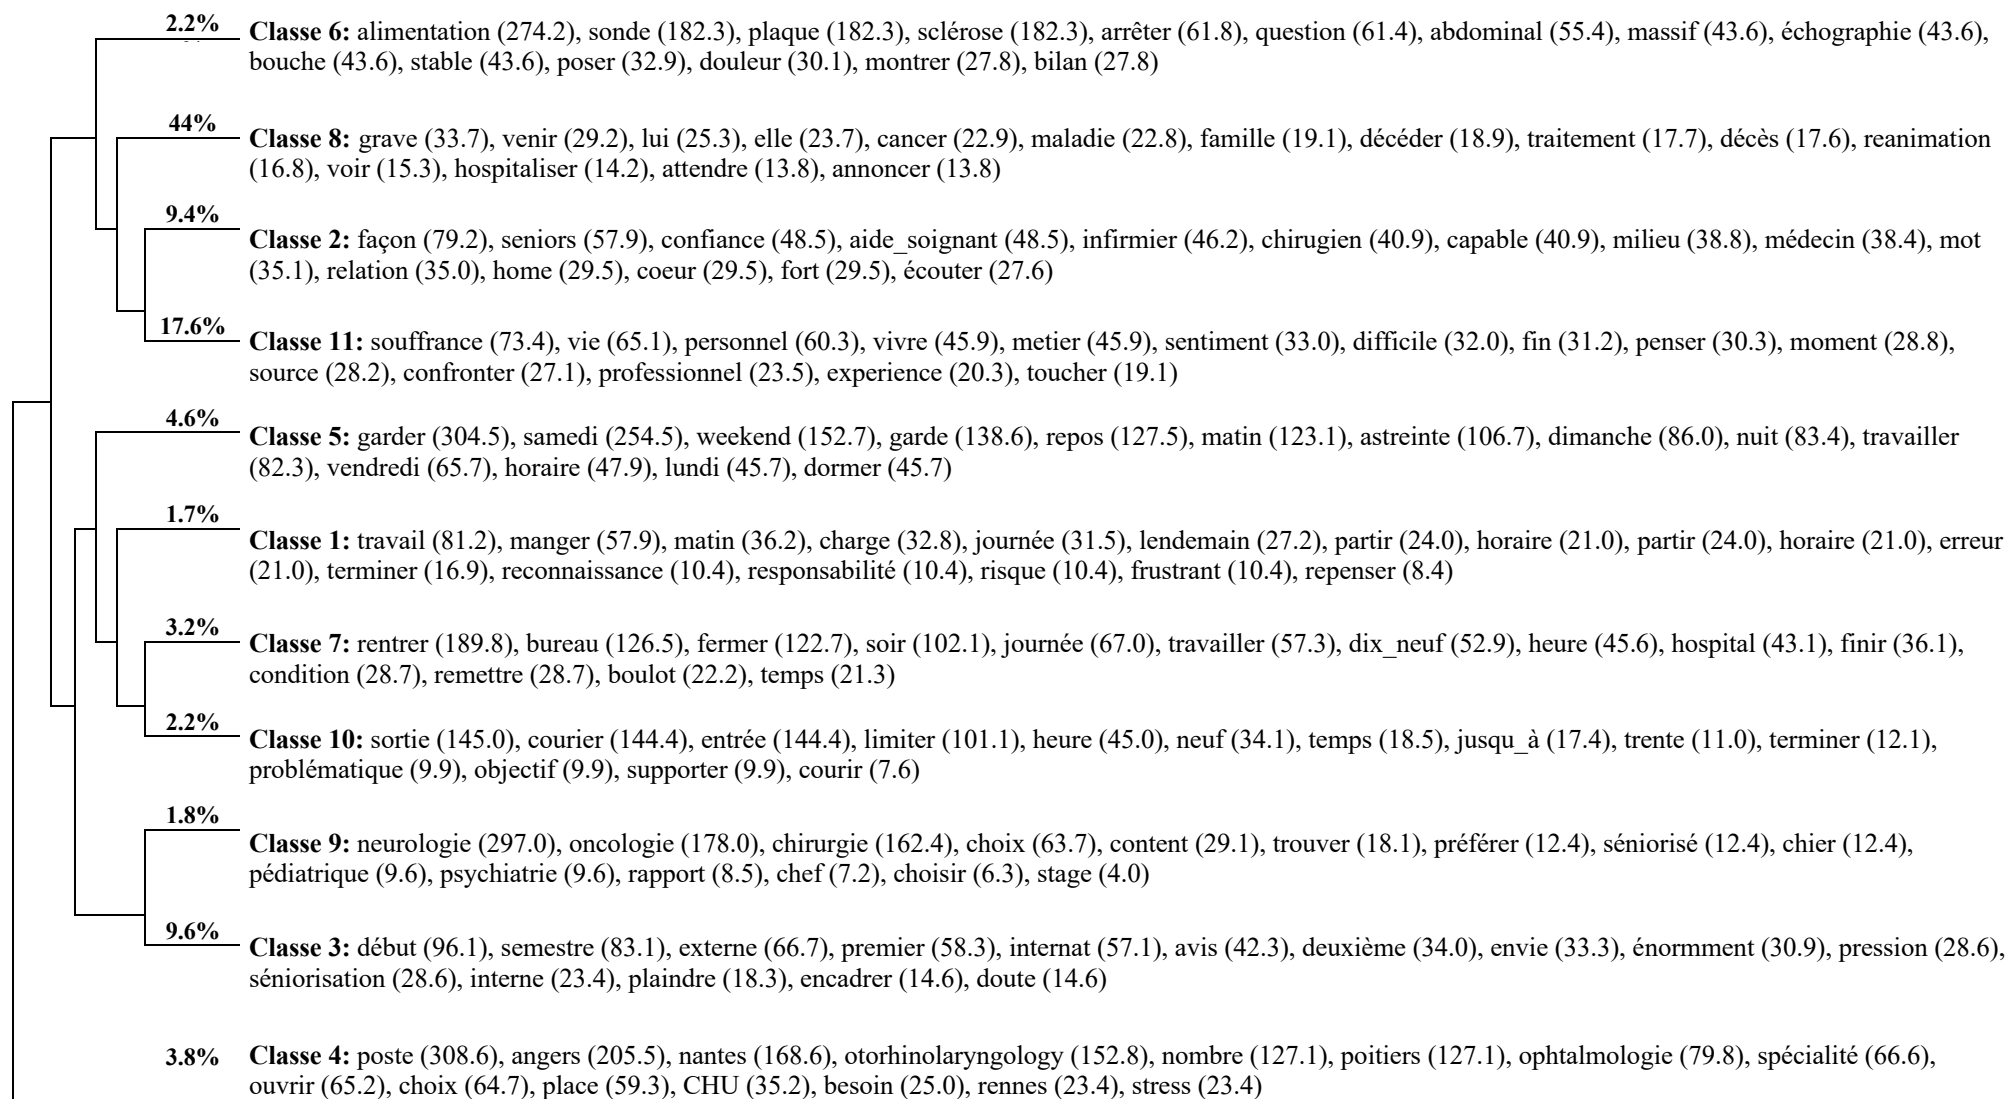 2.2%
Classe 6: alimentation (274.2), sonde (182.3), plaque (182.3), sclérose (182.3), arrêter (61.8), question (61.4), abdominal (55.4), massif (43.6), échographie (43.6),
bouche (43.6), stable (43.6), poser (32.9), douleur (30.1), montrer (27.8), bilan (27.8)
44%
Classe 8: grave (33.7), venir (29.2), lui (25.3), elle (23.7), cancer (22.9), maladie (22.8), famille (19.1), décéder (18.9), traitement (17.7), décès (17.6), reanimation
(16.8), voir (15.3), hospitaliser (14.2), attendre (13.8), annoncer (13.8)
9.4%
Classe 2: façon (79.2), seniors (57.9), confiance (48.5), aide_soignant (48.5), infirmier (46.2), chirugien (40.9), capable (40.9), milieu (38.8), médecin (38.4), mot
(35.1), relation (35.0), home (29.5), coeur (29.5), fort (29.5), écouter (27.6)
17.6%
Classe 11: souffrance (73.4), vie (65.1), personnel (60.3), vivre (45.9), metier (45.9), sentiment (33.0), difficile (32.0), fin (31.2), penser (30.3), moment (28.8),
source (28.2), confronter (27.1), professionnel (23.5), experience (20.3), toucher (19.1)
4.6%
Classe 5: garder (304.5), samedi (254.5), weekend (152.7), garde (138.6), repos (127.5), matin (123.1), astreinte (106.7), dimanche (86.0), nuit (83.4), travailler
(82.3), vendredi (65.7), horaire (47.9), lundi (45.7), dormer (45.7)
1.7%
Classe 1: travail (81.2), manger (57.9), matin (36.2), charge (32.8), journée (31.5), lendemain (27.2), partir (24.0), horaire (21.0), partir (24.0), horaire (21.0), erreur
(21.0), terminer (16.9), reconnaissance (10.4), responsabilité (10.4), risque (10.4), frustrant (10.4), repenser (8.4)
3.2%
Classe 7: rentrer (189.8), bureau (126.5), fermer (122.7), soir (102.1), journée (67.0), travailler (57.3), dix_neuf (52.9), heure (45.6), hospital (43.1), finir (36.1),
condition (28.7), remettre (28.7), boulot (22.2), temps (21.3)
2.2%
Classe 10: sortie (145.0), courier (144.4), entrée (144.4), limiter (101.1), heure (45.0), neuf (34.1), temps (18.5), jusqu_à (17.4), trente (11.0), terminer (12.1),
problématique (9.9), objectif (9.9), supporter (9.9), courir (7.6)
1.8%
Classe 9: neurologie (297.0), oncologie (178.0), chirurgie (162.4), choix (63.7), content (29.1), trouver (18.1), préférer (12.4), séniorisé (12.4), chier (12.4),
pédiatrique (9.6), psychiatrie (9.6), rapport (8.5), chef (7.2), choisir (6.3), stage (4.0)
9.6%
Classe 3: début (96.1), semestre (83.1), externe (66.7), premier (58.3), internat (57.1), avis (42.3), deuxième (34.0), envie (33.3), énormment (30.9), pression (28.6),
séniorisation (28.6), interne (23.4), plaindre (18.3), encadrer (14.6), doute (14.6)
3.8%
Classe 4: poste (308.6), angers (205.5), nantes (168.6), otorhinolaryngology (152.8), nombre (127.1), poitiers (127.1), ophtalmologie (79.8), spécialité (66.6),
ouvrir (65.2), choix (64.7), place (59.3), CHU (35.2), besoin (25.0), rennes (23.4), stress (23.4)